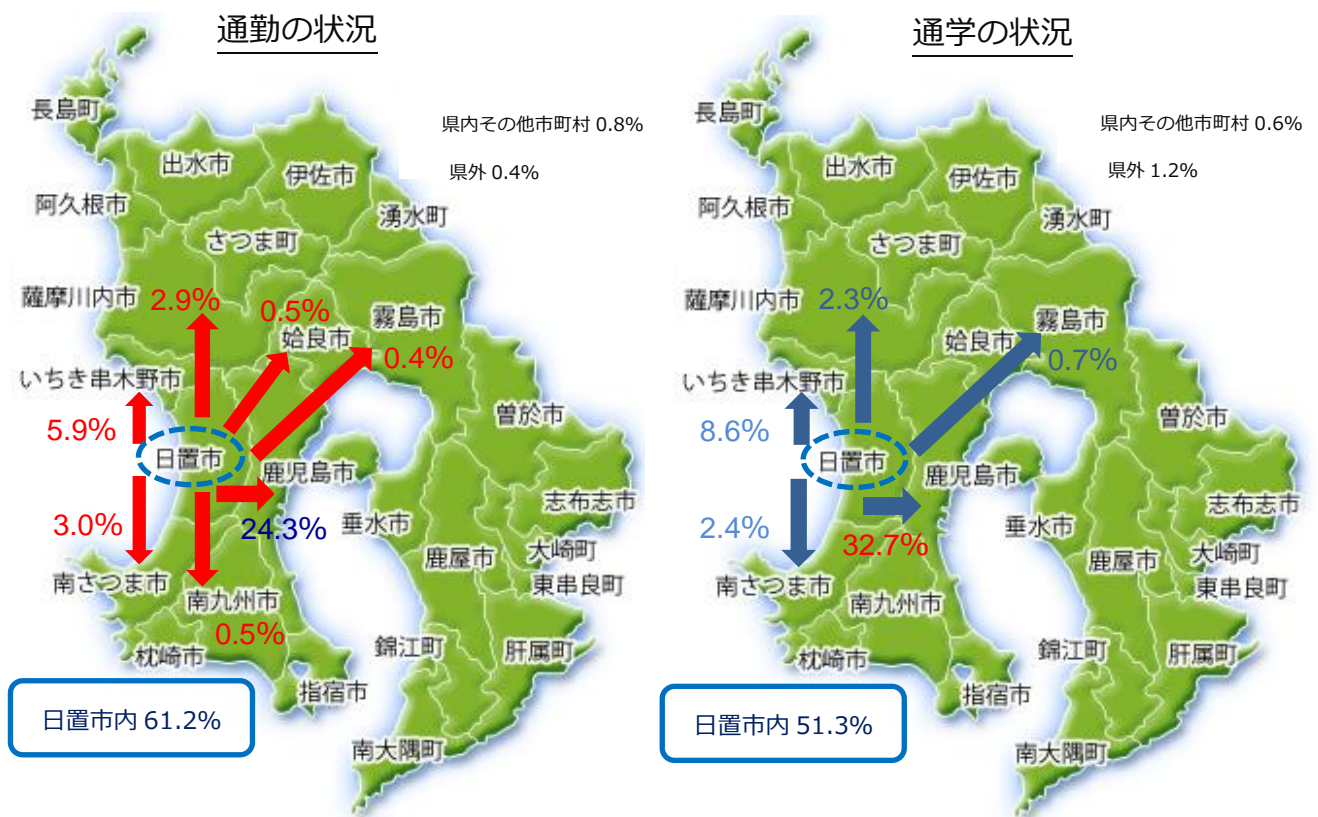 通勤の状況
長島町
県内その他市町村 0.8%
県外 0.4%
出水市
伊佐市
阿久根市
湧水町
さつま町
薩摩川内市
2.9%
0.5%
霧島市
姶良市
0.4%
いちき串木野市
曽於市
5.9%
日置市
鹿児島市
志布志市
3.0%
24.3%
垂水市
大崎町
鹿屋市
南さつま市
東串良町
南九州市
0.5%
枕崎市
錦江町
肝属町
指宿市
日置市内 61.2%
南大隅町
通学の状況
長島町
県内その他市町村 0.6%
県外 1.2%
出水市
伊佐市
阿久根市
湧水町
さつま町
薩摩川内市
2.3%
霧島市
姶良市
0.7%
いちき串木野市
曽於市
8.6%
日置市
鹿児島市
志布志市
2.4%
32.7%
垂水市
大崎町
鹿屋市
南さつま市
東串良町
南九州市
枕崎市
錦江町
肝属町
指宿市
日置市内 51.3%
南大隅町